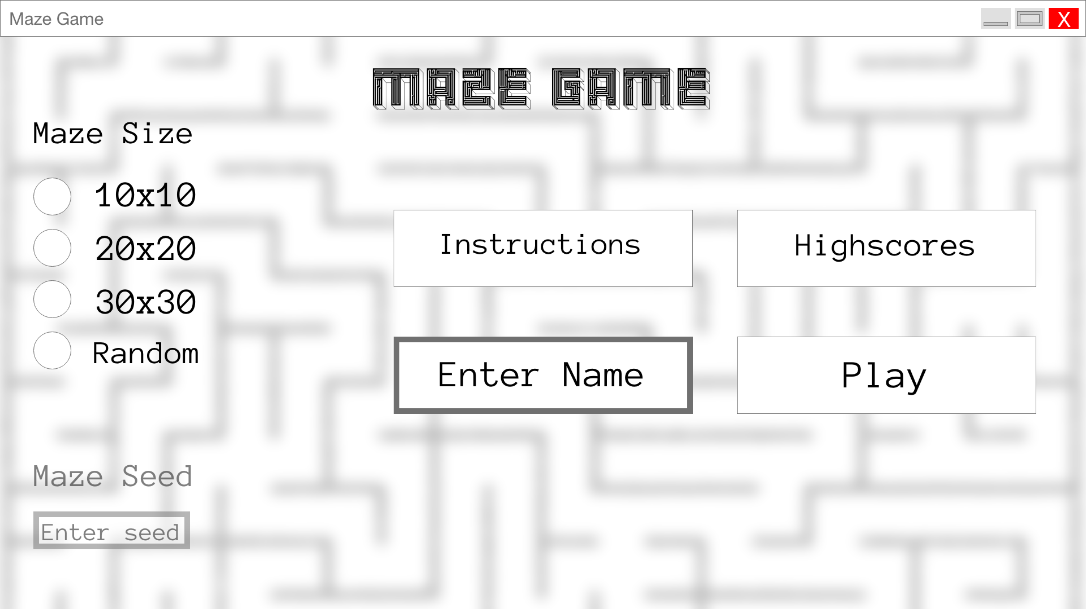 Maze Game
X
MAZE GAME
Maze Size
10x10
20x20
30x30
Random
Instructions
Highscores
Enter Name
Play
Maze Seed
Enter seed